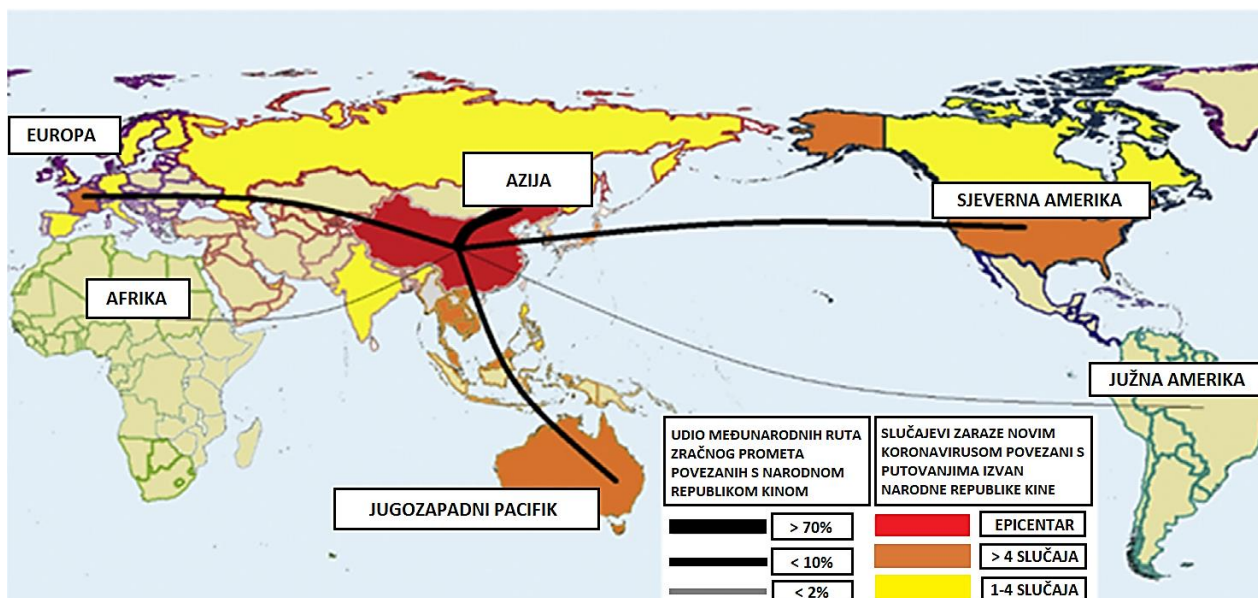 EUROPA
AZIJA
SJEVERNA AMERIKA
AFRIKA
JUŽNA AMERIKA
JUGOZAPADNI PACIFIK
UDIO MEĐUNARODNIH RUTA
ZRAČNOG PROMETA
POVEZANIH S NARODNOM
REPUBLIKOM KINOM
> 70%
< 10%
< 2%
SLUČAJEVI ZARAZE NOVIM
KORONAVIRUSOM POVEZANI S
PUTOVANJIMA IZVAN
NARODNE REPUBLIKE KINE
EPICENTAR
> 4 SLUČAJA
1-4 SLUČAJA